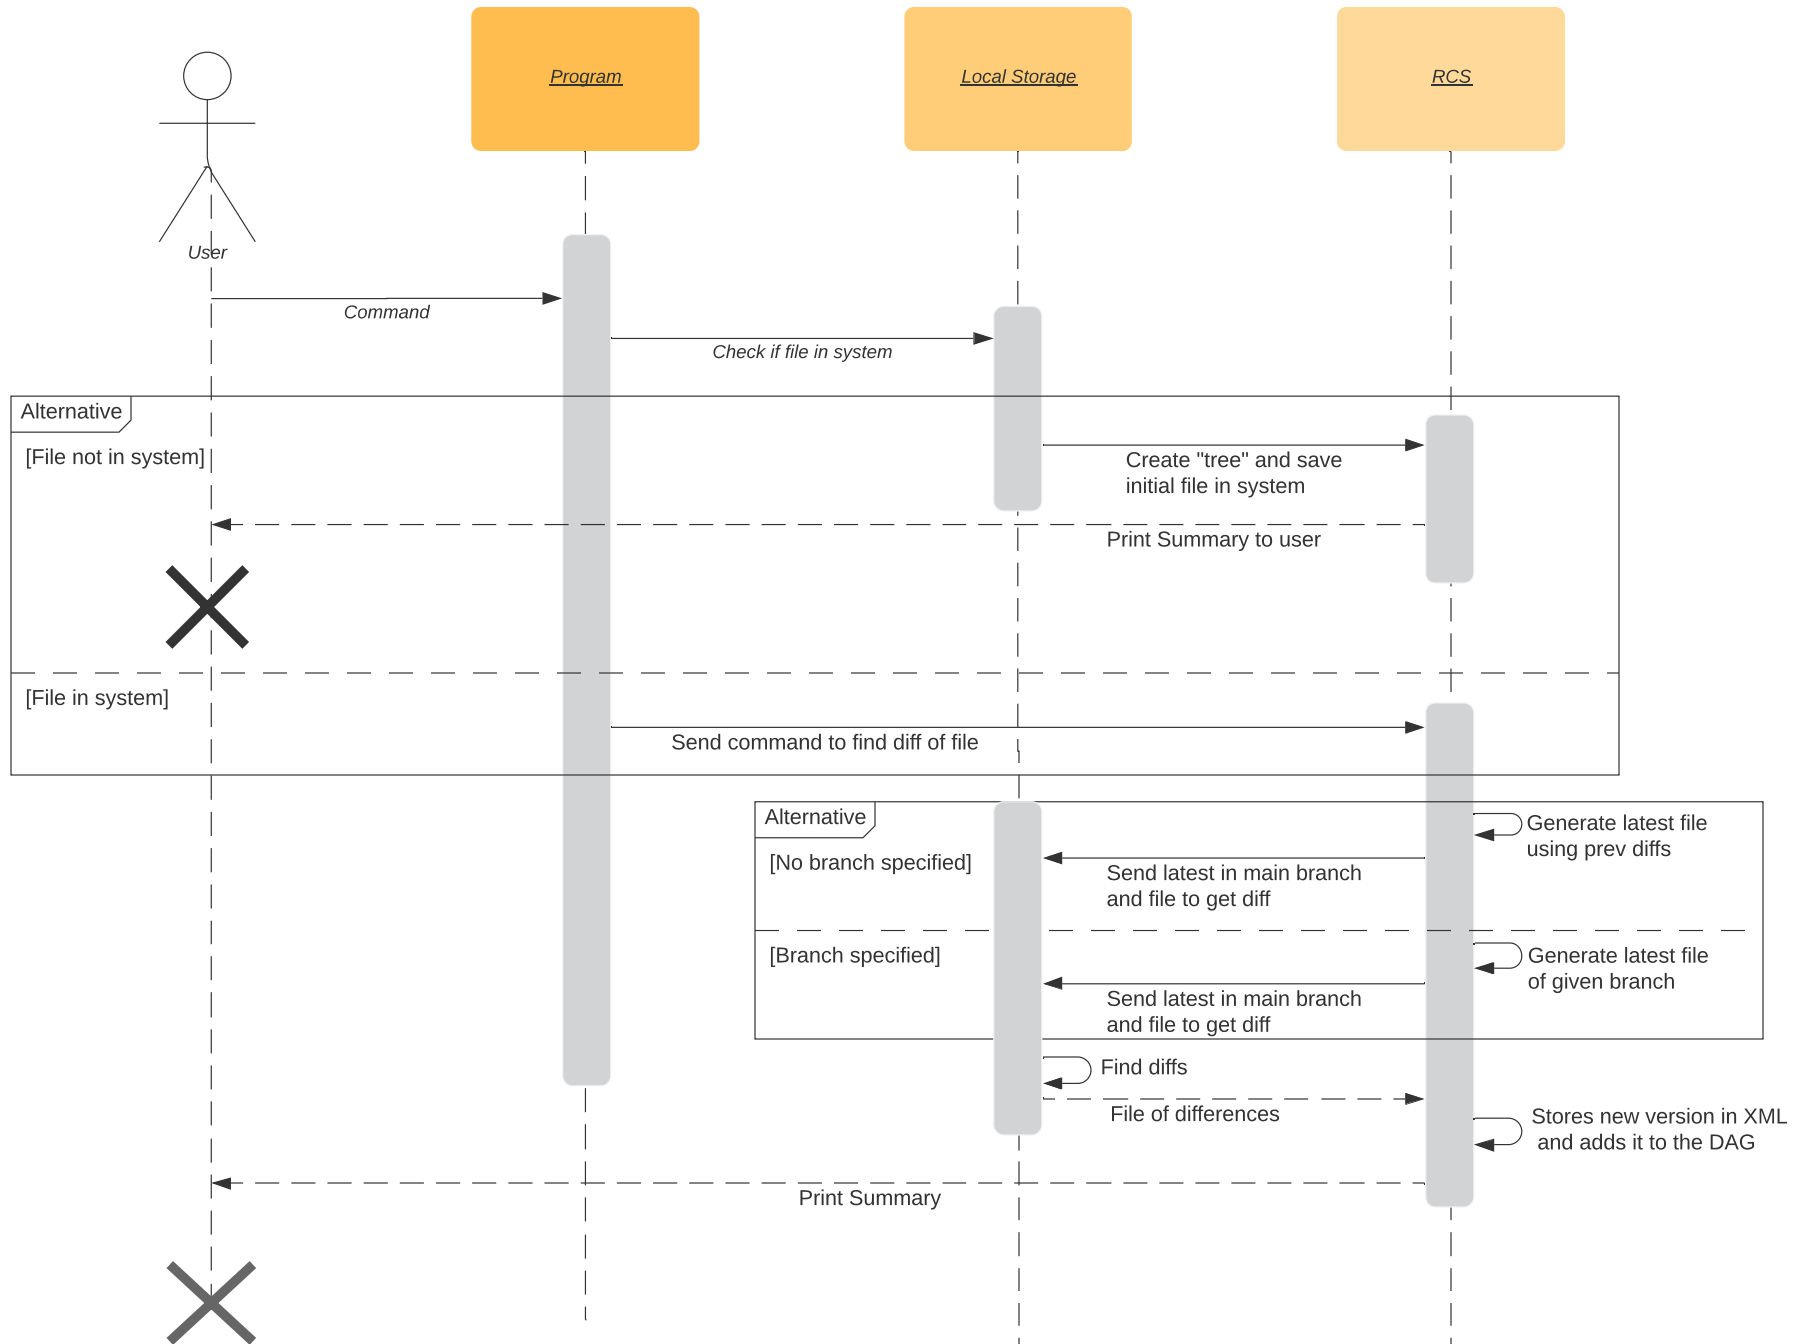 Program
Local Storage
RCS
User
Command
Check if file in system
Alternative
[File not in system]
Create "tree" and save
initial file in system
Print Summary to user
[File in system]
Send command to find diff of file
Alternative
Generate latest file
using prev diffs
[No branch specified]
Send latest in main branch
and file to get diff
[Branch specified]
Generate latest file
of given branch
Send latest in main branch
and file to get diff
Find diffs
File of differences
Stores new version in XML
and adds it to the DAG
Print Summary